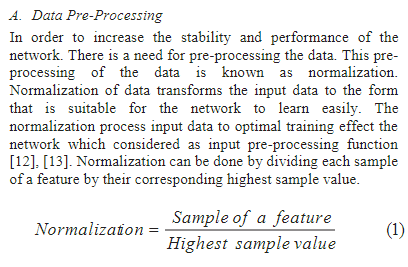 A. Data Pre-Processing
In order to increase the stability and performance of the
network. There is a need for pre-processing the data. This pre-
processing of the data is known as normalization.
Normalization of data transforms the input data to the form
that is suitable for the network to learn easily. The
normalization process input data to optimal training effect the
network which considered as input pre-processing function
[12], [13]. Normalization can be done by dividing each sample
of a feature by their corresponding highest sample value.
Normalization = Sample of a feature / Highest sample value (1)